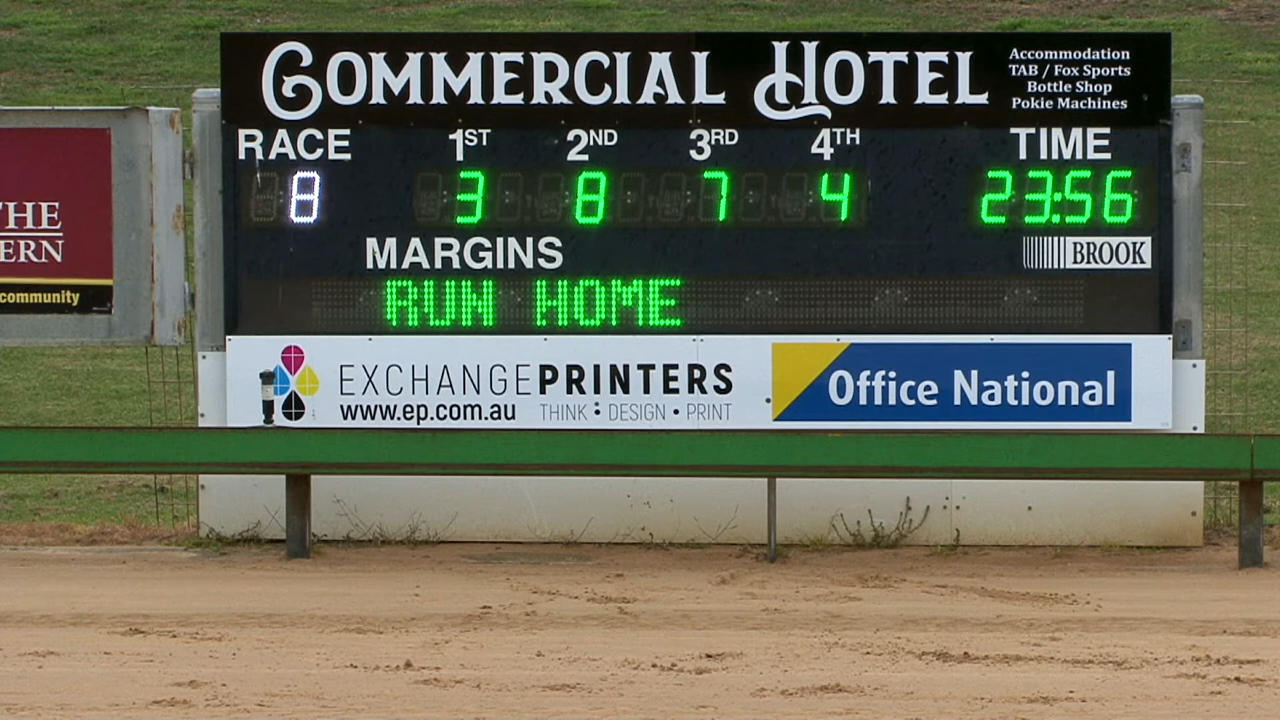 COMMERCIAL HOTEL
Accommodation
TAB / Fox Sports
Bottle Shop
Pokie Machines
RACE 1ST 2ND 3RD 4TH TIME
8 3 8 7 4 23:56
MARGINS
BROOK
RUN HOME
THE
ERN
community
EXCHANGEPRINTERS
www.ep.com.au THINK : DESIGN • PRINT
Office National